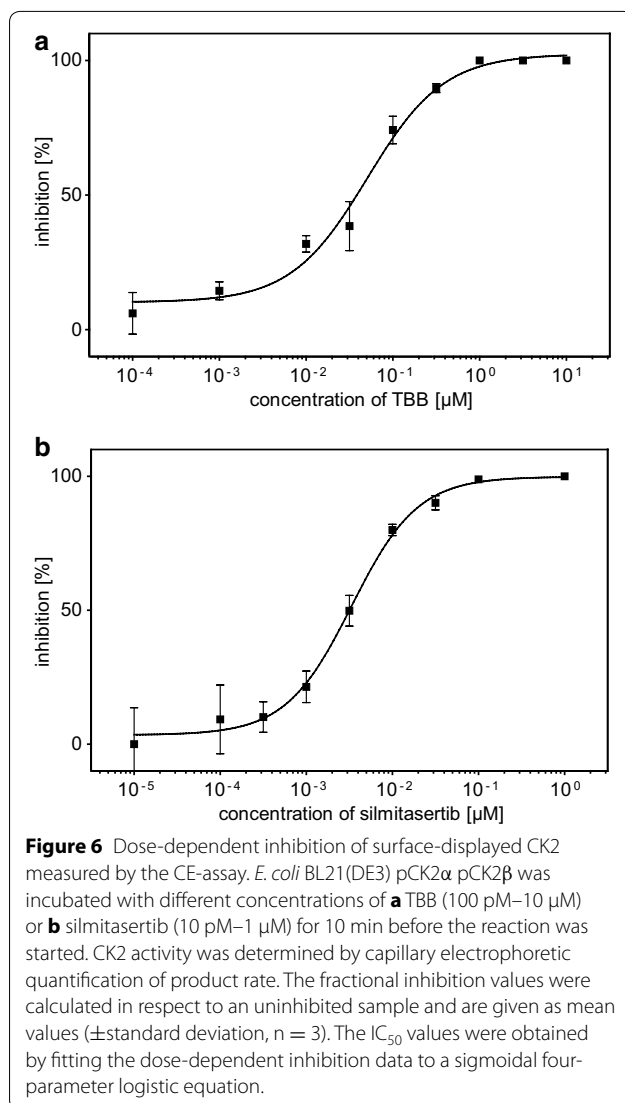 a
100
50
0
inhibition [%]
10-4 10-3 10-2 10-1 100 101
concentration of TBB [µM]
b
100
50
0
inhibition [%]
10-5 10-4 10-3 10-2 10-1 100
concentration of silmitasertib [µM]
Figure 6 Dose-dependent inhibition of surface-displayed CK2
measured by the CE-assay. E. coli BL21(DE3) pCK2α pCK2β was
incubated with different concentrations of a TBB (100 pM–10 µM)
or b silmitasertib (10 pM–1 µM) for 10 min before the reaction was
started. CK2 activity was determined by capillary electrophoretic
quantification of product rate. The fractional inhibition values were
calculated in respect to an uninhibited sample and are given as mean
values (±standard deviation, n = 3). The IC50 values were obtained
by fitting the dose-dependent inhibition data to a sigmoidal four-
parameter logistic equation.